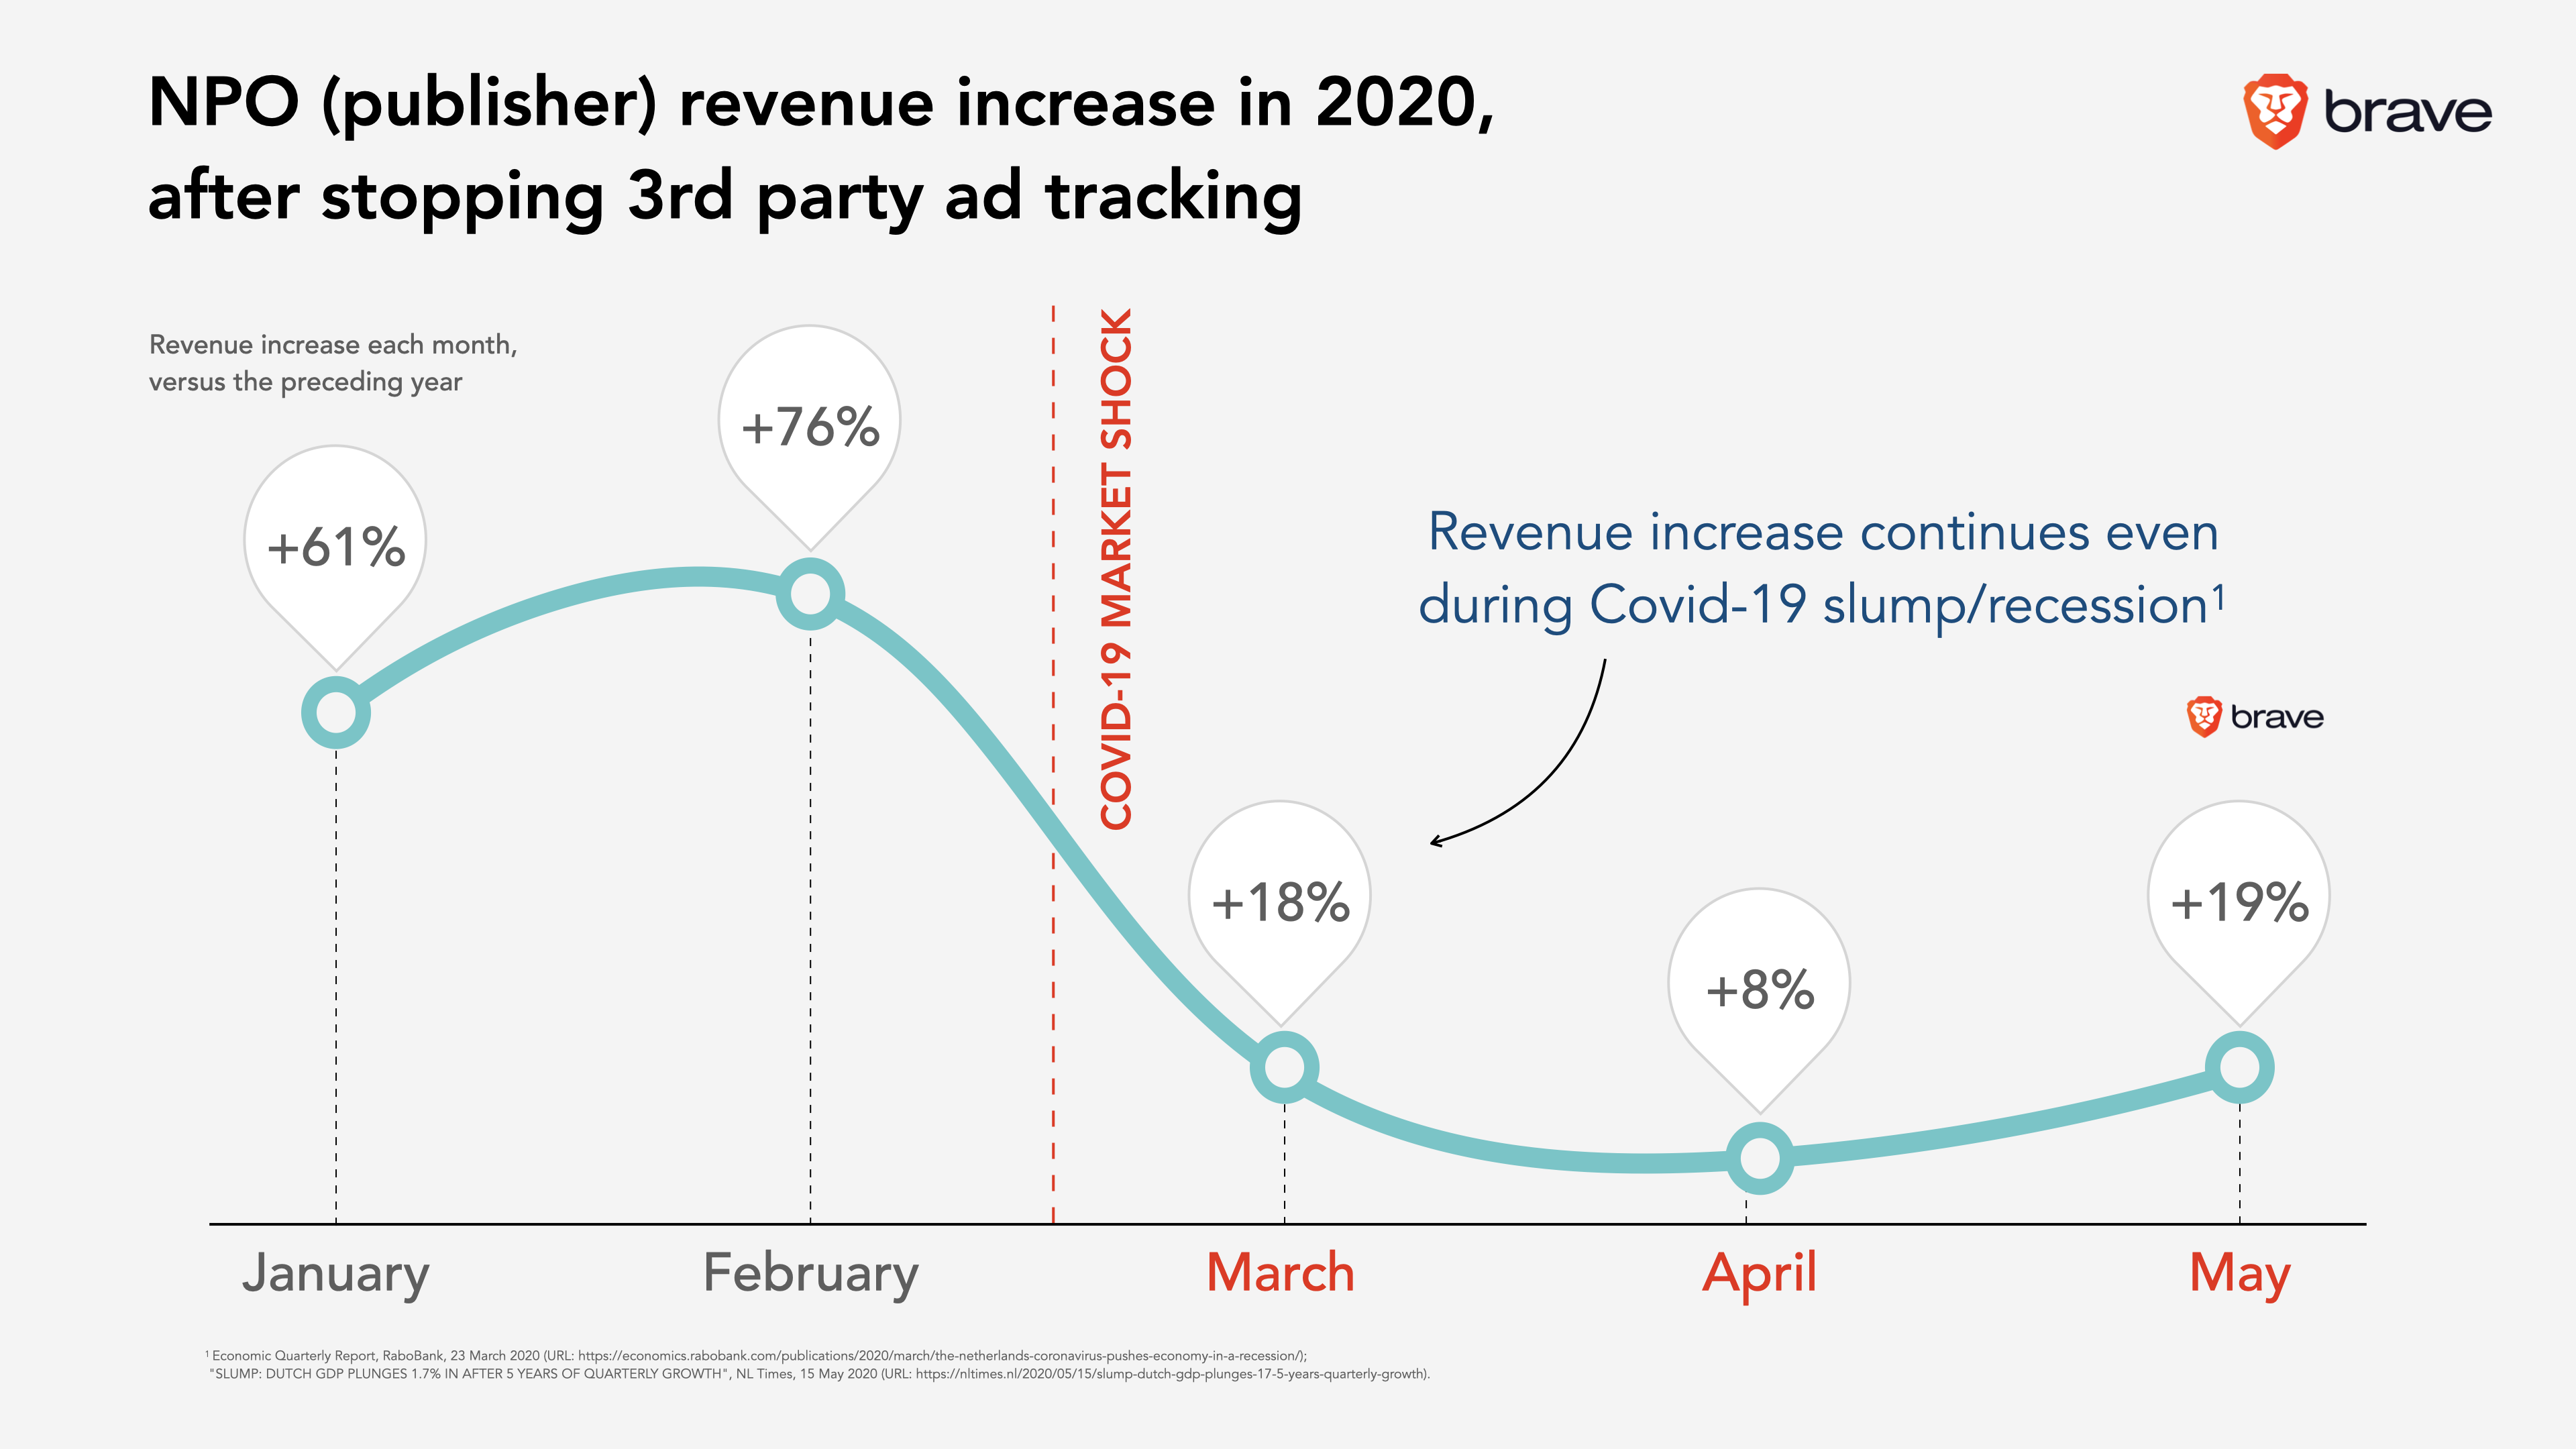 NPO (publisher) revenue increase in 2020,
after stopping 3rd party ad tracking
brave
Revenue increase each month,
versus the preceding year
+61%
+76%
COVID-19 MARKET SHOCK
Revenue increase continues even
during Covid-19 slump/recession¹
brave
+18%
+8%
+19%
January
February
March
April
May
¹ Economic Quarterly Report, RaboBank, 23 March 2020 (URL: https://economics.rabobank.com/publications/2020/march/the-netherlands-coronavirus-pushes-economy-in-a-recession/);
"SLUMP: DUTCH GDP PLUNGES 1.7% IN AFTER 5 YEARS OF QUARTERLY GROWTH", NL Times, 15 May 2020 (URL: https://nltimes.nl/2020/05/15/slump-dutch-gdp-plunges-17-5-years-quarterly-growth).